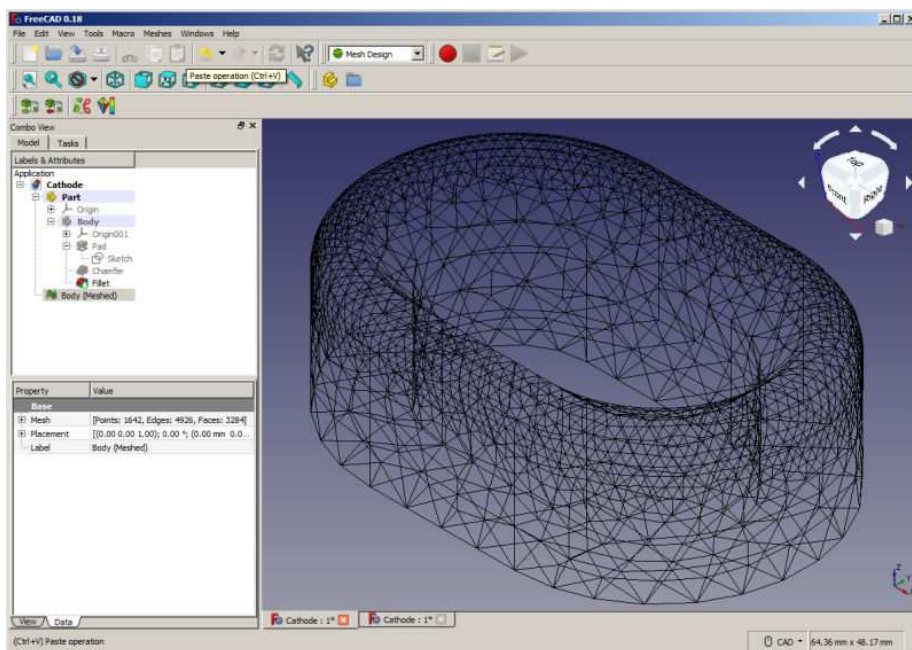 FreeCAD 0.18
File Edit View Tools Macro Meshes Windows Help
Mesh Design
Paste operation (Ctrl+V)
Combo View
Model Tasks
Labels & Attributes
Application
Cathode
Part
Origin
Body
Origin001
Pad
Sketch
Chamfer
Fillet
Body (Meshed)
Property Value
Base
Mesh [Points: 1642, Edges: 4926, Faces: 3284]
Placement [(0.00 0.00 1.00); 0.00 °; (0.00 mm 0.0...
Label Body (Meshed)
View Data
Top
Front
Right
Z
Y
Cathode : 1* Cathode : 1*
(Ctrl+V) Paste operation
CAD 64.36 mm x 48.17 mm